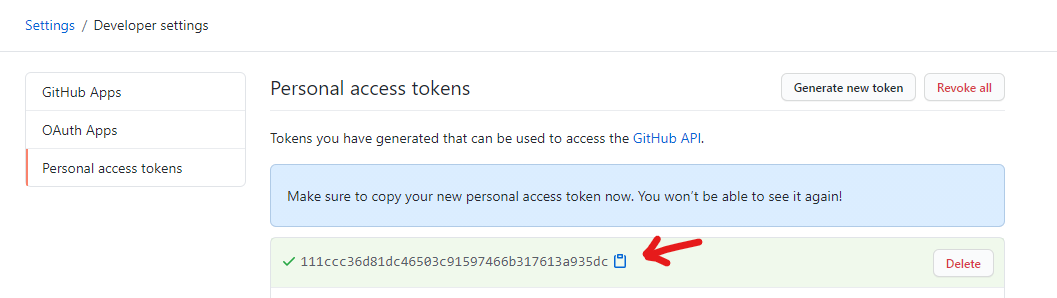 Settings / Developer settings
GitHub Apps
OAuth Apps
Personal access tokens
Personal access tokens
Generate new token
Revoke all
Tokens you have generated that can be used to access the GitHub API.
Make sure to copy your new personal access token now. You won't be able to see it again!
111ccc36d81dc46503c91597466b317613a935dc
Delete